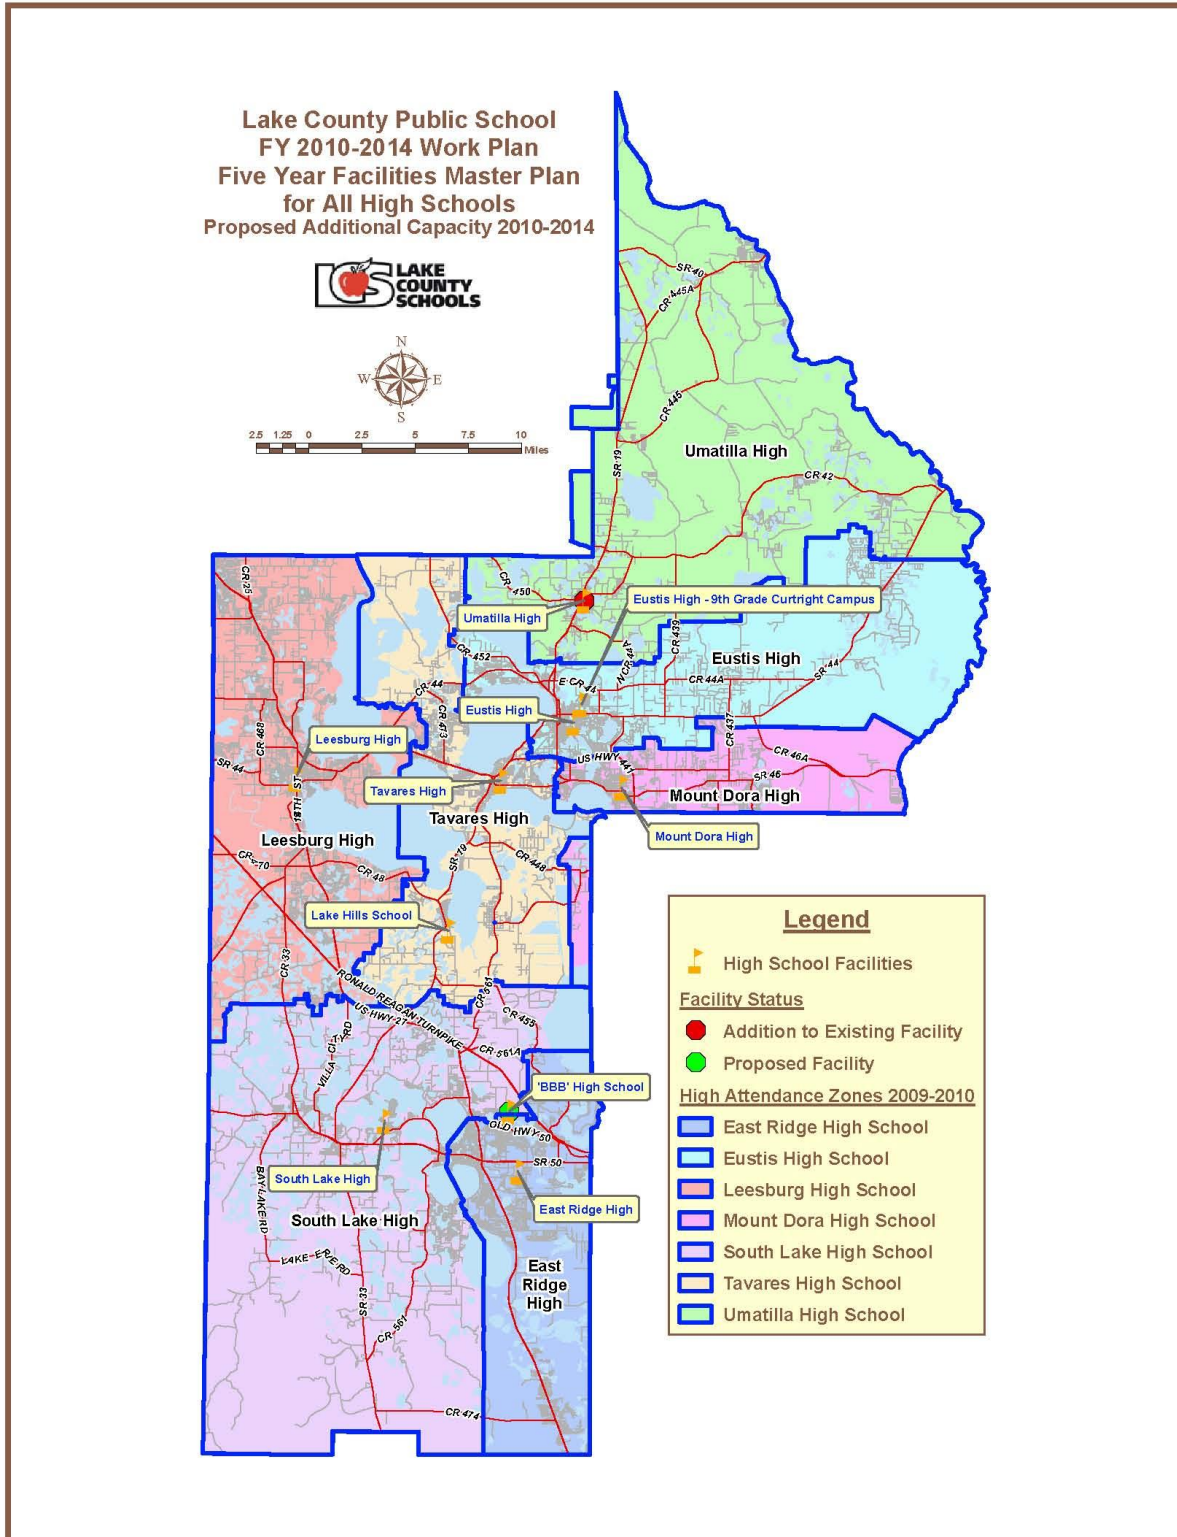 Lake County Public School
FY 2010-2014 Work Plan
Five Year Facilities Master Plan
for All High Schools
Proposed Additional Capacity 2010-2014
LCS LAKE
COUNTY
SCHOOLS
N
W E
S
2.5 1.25 0 2.5 5 7.5 10
Miles
SR 40
CR 445A
CR 445
SR 19
Umatilla High
CR 42
CR 25
CR 450
Umatilla High
Eustis High - 9th Grade Curtright Campus
CR 439
N CR 44A
CR 452
Eustis High
SR 44
CR 44
E CR 44
CR 44A
Eustis High
CR 473
CR 437
CR 468
Leesburg High
US HWY 441
CR 46A
SR 44
SR 46
Tavares High
Mount Dora High
Tavares High
Mount Dora High
Leesburg High
SR 19
CR 448
CR 470
CR 48
Lake Hills School
CR 33
RONALD REAGAN TURNPIKE
US HWY 27
CR 561
CR 455
VILLA CITY RD
CR 561A
'BBB' High School
OLD HWY 50
SR 50
South Lake High
BAY LAKE RD
East Ridge High
South Lake High
LAKE ERIE RD
East
Ridge
High
SR 33
CR 561
CR 474
Legend
High School Facilities
Facility Status
Addition to Existing Facility
Proposed Facility
High Attendance Zones 2009-2010
East Ridge High School
Eustis High School
Leesburg High School
Mount Dora High School
South Lake High School
Tavares High School
Umatilla High School